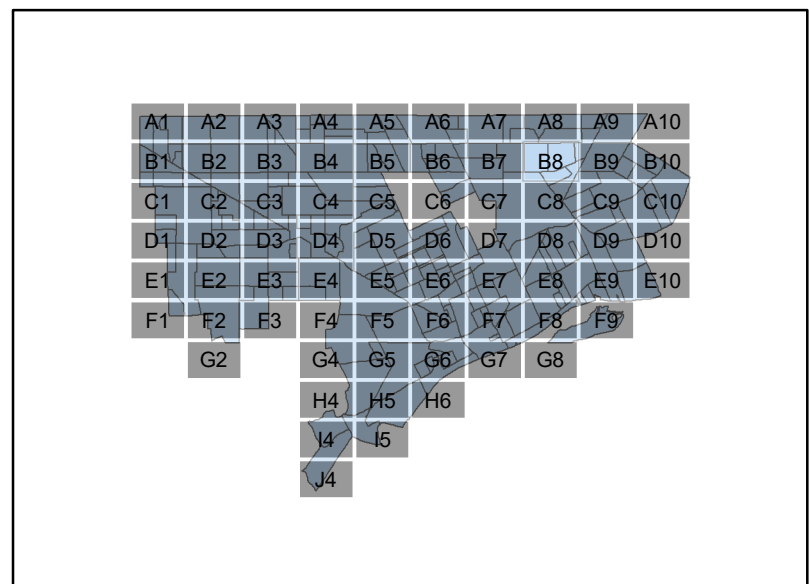 A1 A2 A3 A4 A5 A6 A7 A8 A9 A10
B1 B2 B3 B4 B5 B6 B7 B8 B9 B10
C1 C2 C3 C4 C5 C6 C7 C8 C9 C10
D1 D2 D3 D4 D5 D6 D7 D8 D9 D10
E1 E2 E3 E4 E5 E6 E7 E8 E9 E10
F1 F2 F3 F4 F5 F6 F7 F8 F9
G2 G4 G5 G6 G7 G8
H4 H5 H6
I4 I5
J4